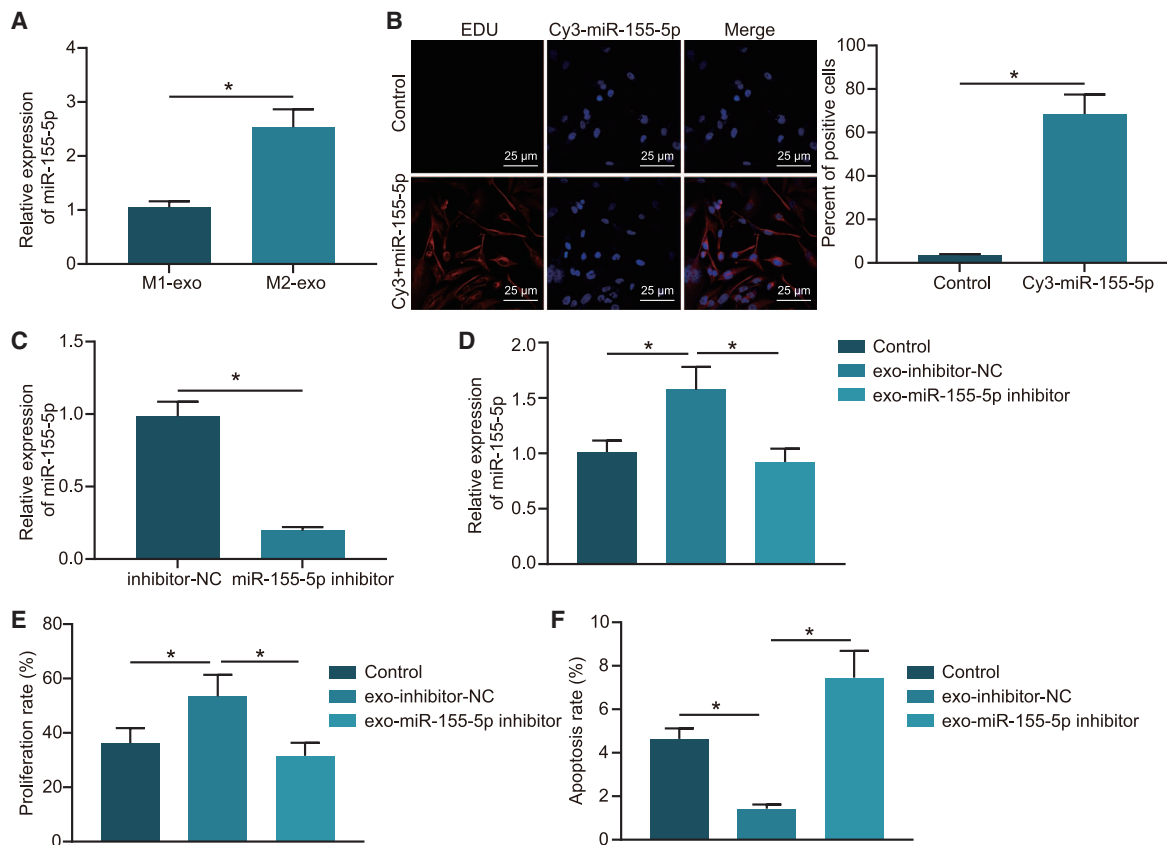 A
Relative expression
of miR-155-5p
4
3
2
1
0
*
M1-exo
M2-exo
B
EDU
Cy3-miR-155-5p
Merge
Control
25 µm
25 µm
25 µm
Cy3+miR-155-5p
25 µm
25 µm
25 µm
Percent of positive cells
100
80
60
40
20
0
*
Control
Cy3-miR-155-5p
C
Relative expression
of miR-155-5p
1.5
1.0
0.5
0.0
*
inhibitor-NC
miR-155-5p inhibitor
D
Relative expression
of miR-155-5p
2.0
1.5
1.0
0.5
0.0
*
*
Control
exo-inhibitor-NC
exo-miR-155-5p inhibitor
E
Proliferation rate (%)
80
60
40
20
0
*
*
Control
exo-inhibitor-NC
exo-miR-155-5p inhibitor
F
Apoptosis rate (%)
10
8
6
4
2
0
*
*
Control
exo-inhibitor-NC
exo-miR-155-5p inhibitor